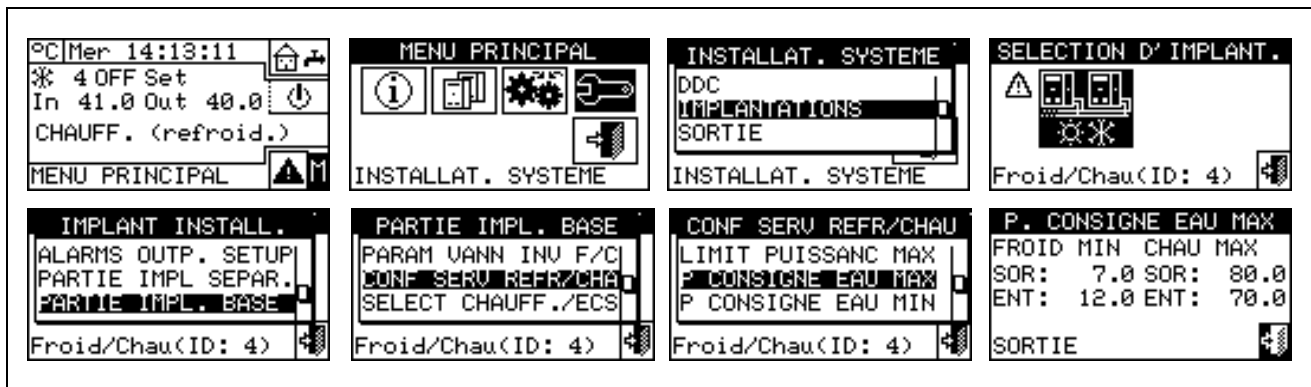 °C Mer 14:13:11
4 OFF Set
In 41.0 Out 40.0
CHAUFF. (refroid.)
MENU PRINCIPAL M
MENU PRINCIPAL
INSTALLAT. SYSTEME
INSTALLAT. SYSTEME
DDC
IMPLANTATIONS
SORTIE
INSTALLAT. SYSTEME
SELECTION D'IMPLANT.
Froid/Chau(ID: 4)
IMPLANT INSTALL.
ALARMS OUTP. SETUP
PARTIE IMPL SEPAR.
PARTIE IMPL. BASE
Froid/Chau(ID: 4)
PARTIE IMPL. BASE
PARAM VANN INV F/C
CONF SERV REFR/CHA
SELECT CHAUFF./ECS
Froid/Chau(ID: 4)
CONF SERV REFR/CHAU
LIMIT PUISSANC MAX
P CONSIGNE EAU MAX
P CONSIGNE EAU MIN
Froid/Chau(ID: 4)
P. CONSIGNE EAU MAX
FROID MIN CHAU MAX
SOR: 7.0 SOR: 80.0
ENT: 12.0 ENT: 70.0
SORTIE